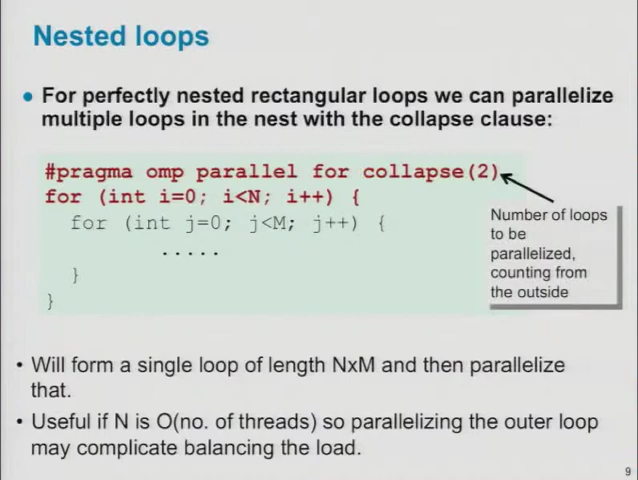 Nested loops
• For perfectly nested rectangular loops we can parallelize
multiple loops in the nest with the collapse clause:
#pragma omp parallel for collapse(2)
for (int i=0; i<N; i++) {
for (int j=0; j<M; j++) {
.....
}
}
Number of loops
to be
parallelized,
counting from
the outside
• Will form a single loop of length NxM and then parallelize
that.
• Useful if N is O(no. of threads) so parallelizing the outer loop
may complicate balancing the load.
9